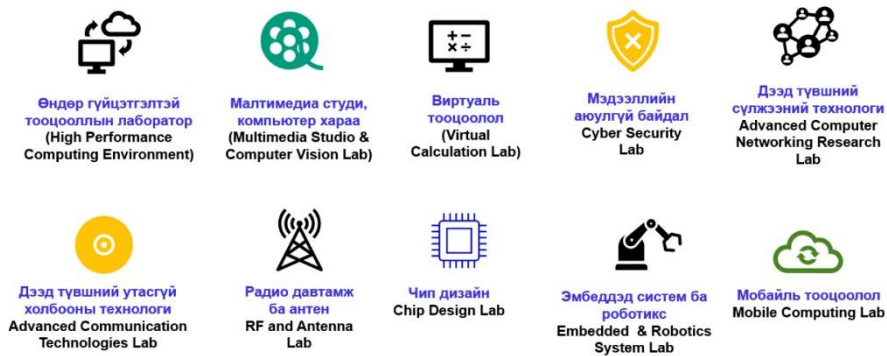 Өндөр гүйцэтгэлтэй
тооцооллын лаборатор
(High Performance
Computing Environment)
Малтимедиа студи,
компьютер хараа
(Multimedia Studio &
Computer Vision Lab)
Виртуаль
тооцоолол
(Virtual
Calculation Lab)
Мэдээллийн
аюулгүй байдал
Cyber Security
Lab
Дээд түвшний
сүлжээний технологи
Advanced Computer
Networking Research
Lab
Дээд түвшний утасгүй
холбооны технологи
Advanced Communication
Technologies Lab
Радио давтамж
ба антен
RF and Antenna
Lab
Чип дизайн
Chip Design Lab
Эмбеддэд систем ба
роботикс
Embedded & Robotics
System Lab
Мобайль тооцоолол
Mobile Computing Lab